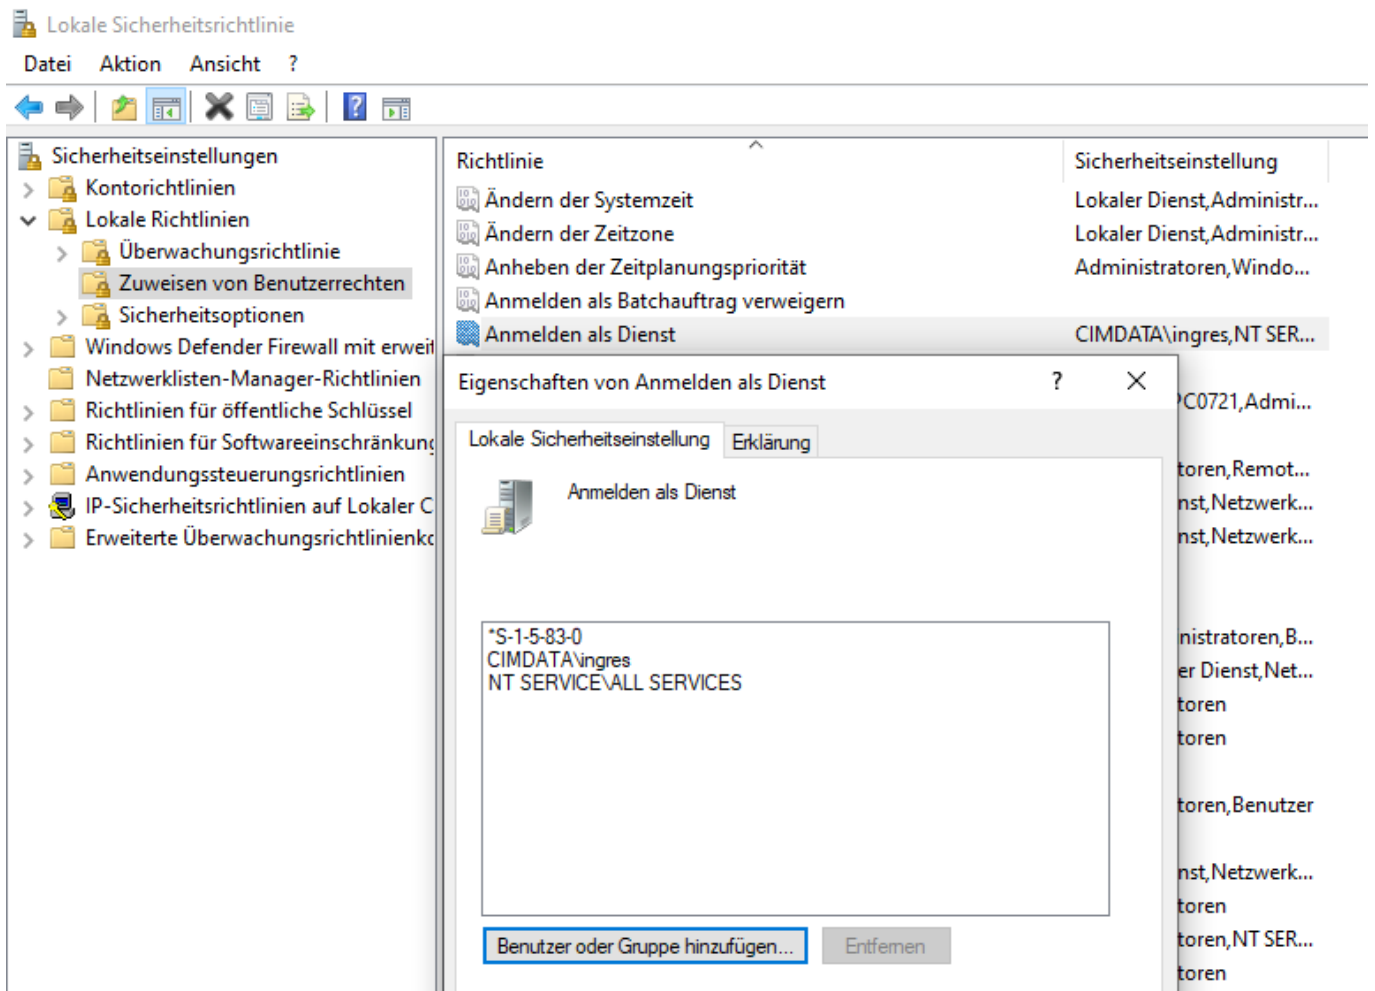 Lokale Sicherheitsrichtlinie
Datei Aktion Ansicht ?
Sicherheitseinstellungen
Kontorichtlinien
Lokale Richtlinien
Überwachungsrichtlinie
Zuweisen von Benutzerrechten
Sicherheitsoptionen
Windows Defender Firewall mit erweit
Netzwerklisten-Manager-Richtlinien
Richtlinien für öffentliche Schlüssel
Richtlinien für Softwareeinschränkung
Anwendungssteuerungsrichtlinien
IP-Sicherheitsrichtlinien auf Lokaler C
Erweiterte Überwachungsrichtlinienko
Richtlinie Sicherheitseinstellung
Ändern der Systemzeit Lokaler Dienst,Administr...
Ändern der Zeitzone Lokaler Dienst,Administr...
Anheben der Zeitplanungspriorität Administratoren,Windo...
Anmelden als Batchauftrag verweigern
Anmelden als Dienst CIMDATA\ingres,NT SER...
Eigenschaften von Anmelden als Dienst ?
Lokale Sicherheitseinstellung Erklärung
Anmelden als Dienst
*S-1-5-83-0
CIMDATA\ingres
NT SERVICE\ALL SERVICES
Benutzer oder Gruppe hinzufügen... Entfernen
PC0721,Admi...
toren,Remot...
nst,Netzwerk...
nst,Netzwerk...
nistratoren,B...
er Dienst,Net...
toren
toren
toren,Benutzer
nst,Netzwerk...
toren
toren,NT SER...
toren